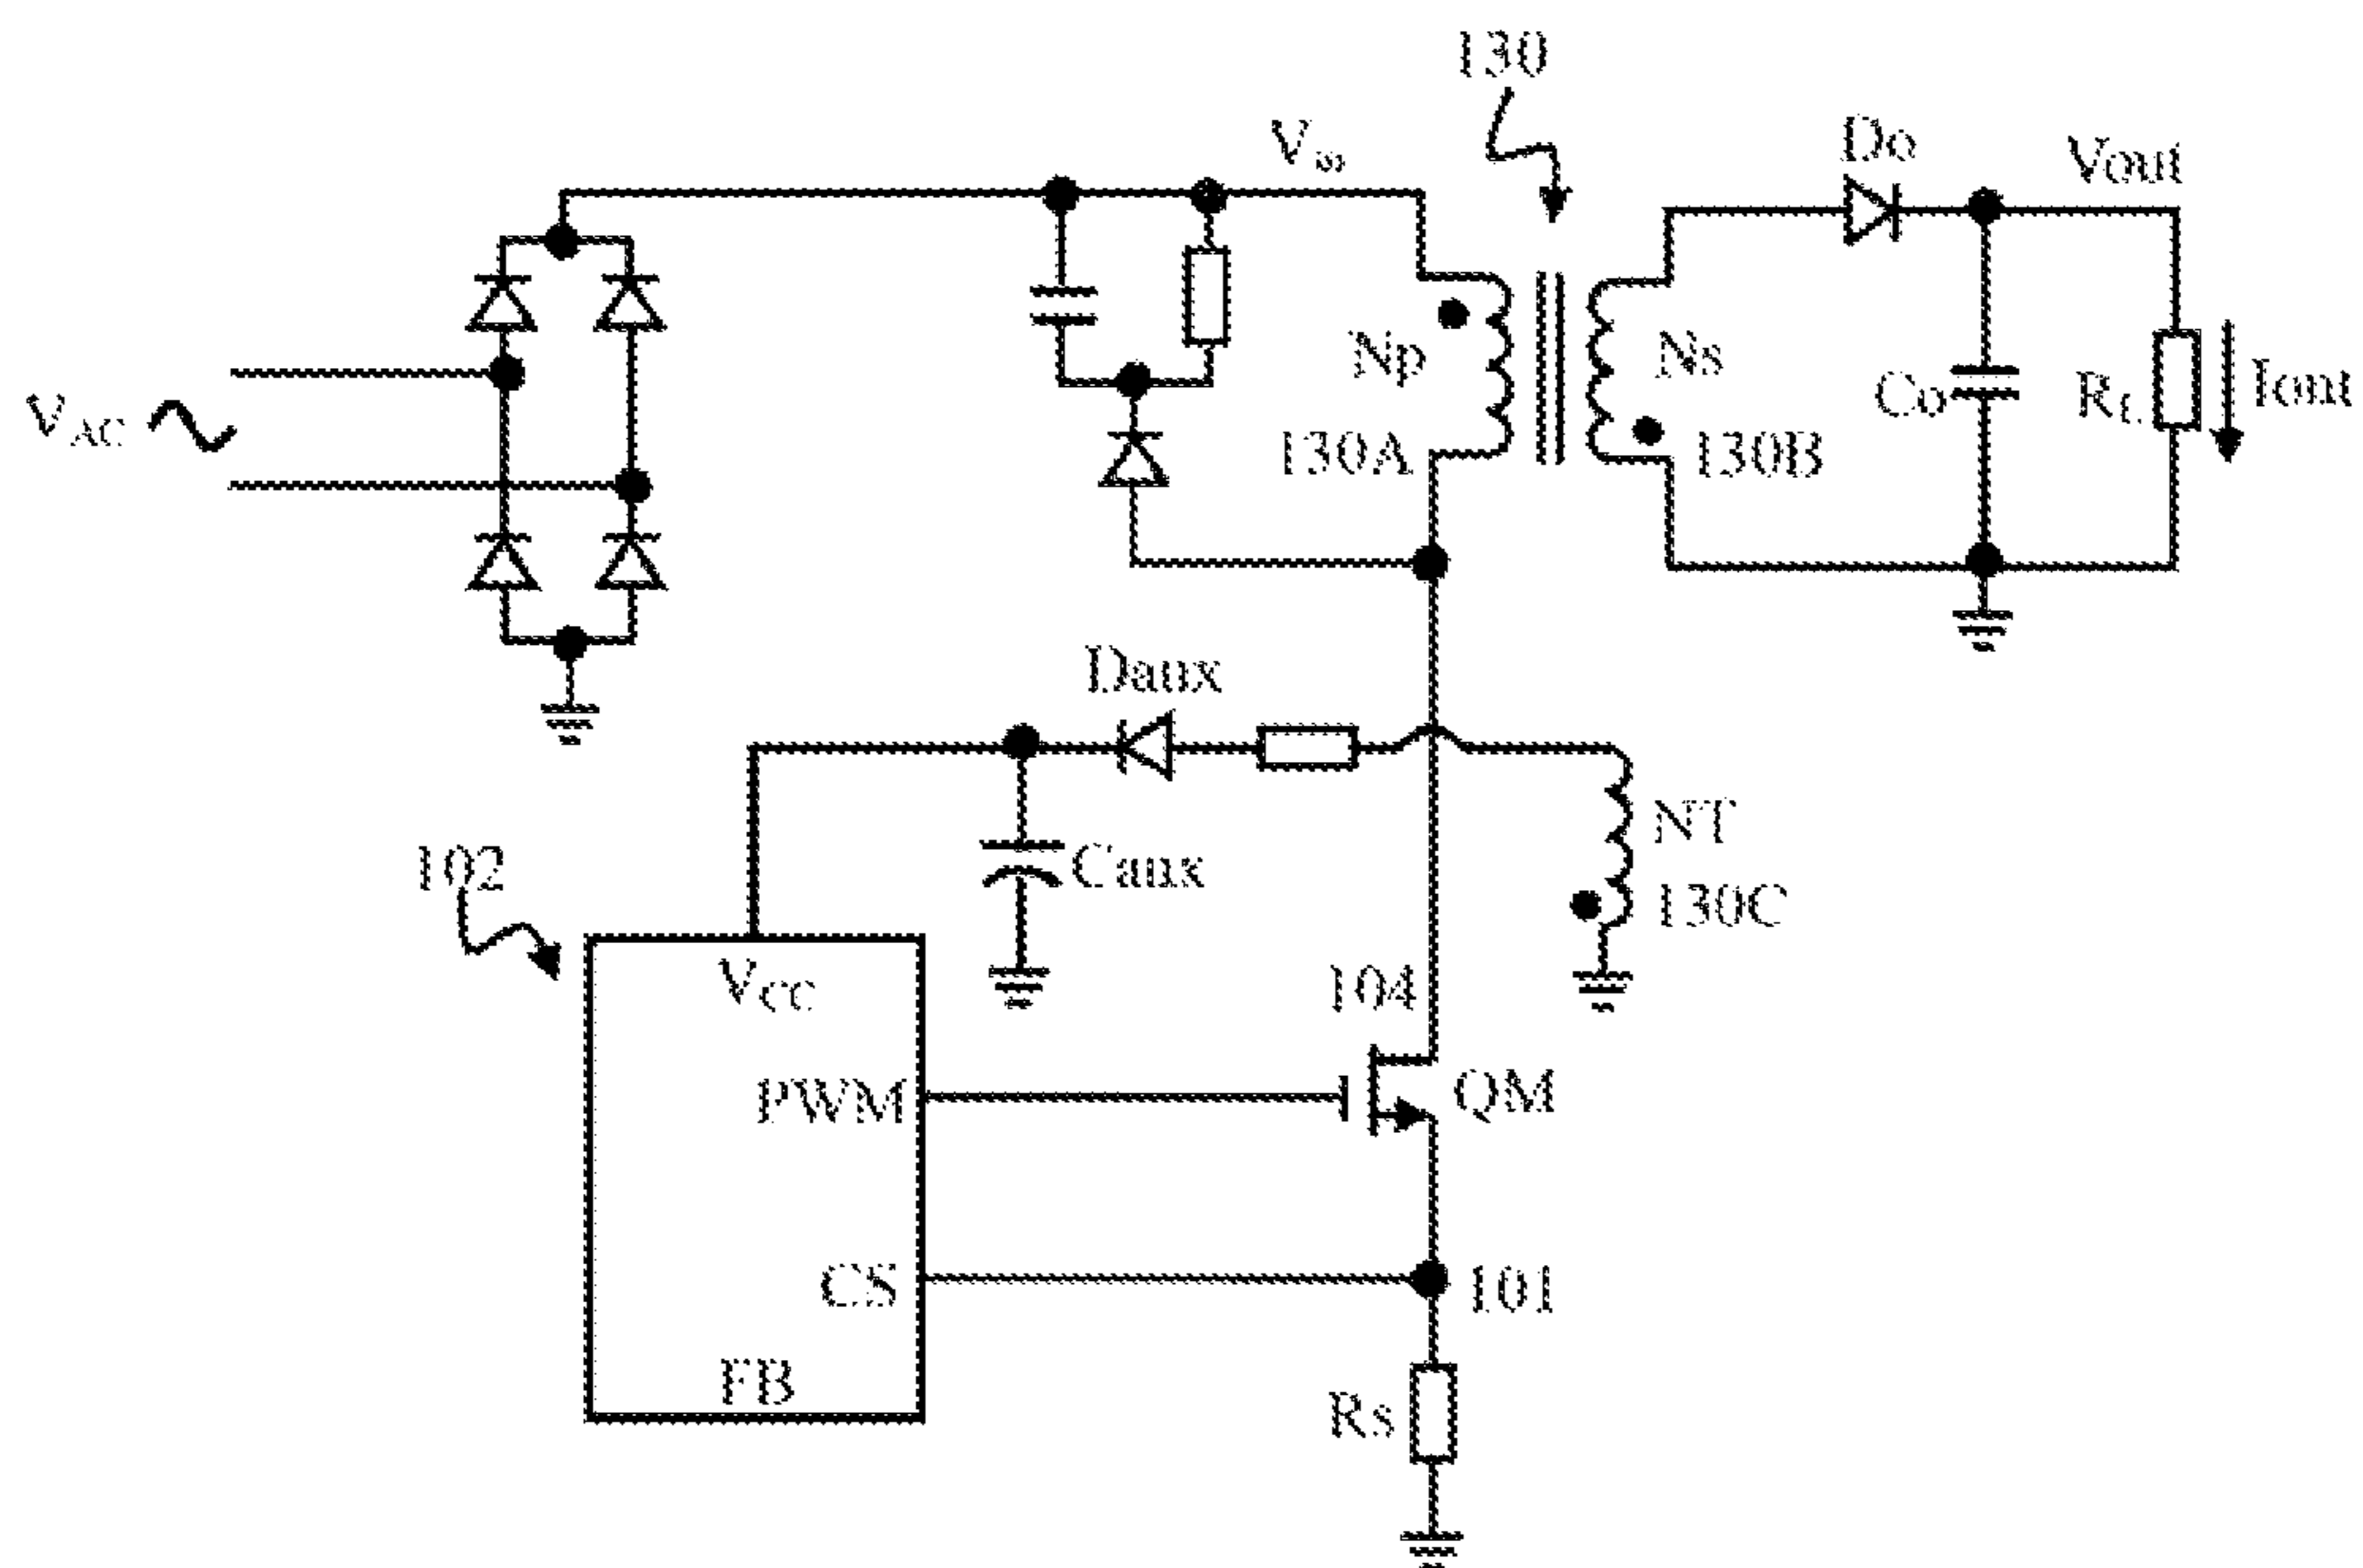 130
Vin
Do
Vout
Np
Ns
Co
RL
Iout
VAC
130A
130B
Daux
NT
102
Caux
130C
VCC
104
PWM
QM
CS
101
FB
Rs